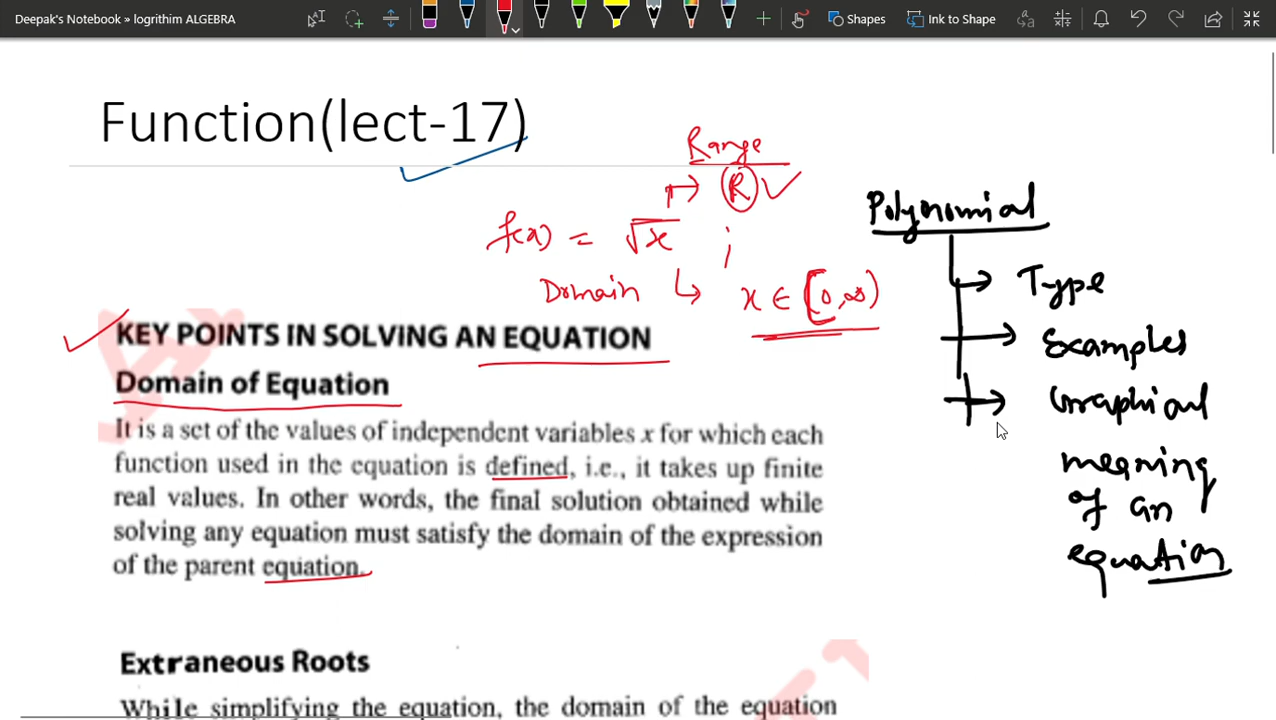 Deepak's Notebook » logrithim ALGEBRA
Shapes
Ink to Shape
Function(lect-17)
Range
R
f(x) = √x ;
Domain ↳ x ∈ [0,∞)
Polynomial
Type
Examples
Graphical
meaning
of an
equation
KEY POINTS IN SOLVING AN EQUATION
Domain of Equation
It is a set of the values of independent variables x for which each
function used in the equation is defined, i.e., it takes up finite
real values. In other words, the final solution obtained while
solving any equation must satisfy the domain of the expression
of the parent equation.
Extraneous Roots
While simplifying the equation, the domain of the equation